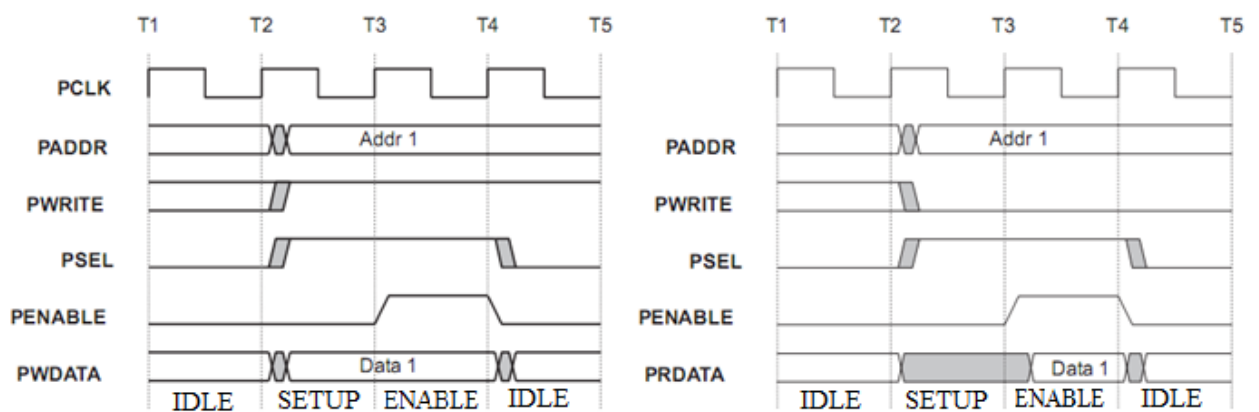 T1 T2 T3 T4 T5
PCLK
PADDR Addr 1
PWRITE
PSEL
PENABLE
PWDATA Data 1
IDLE SETUP ENABLE IDLE
T1 T2 T3 T4 T5
PCLK
PADDR Addr 1
PWRITE
PSEL
PENABLE
PRDATA Data 1
IDLE SETUP ENABLE IDLE